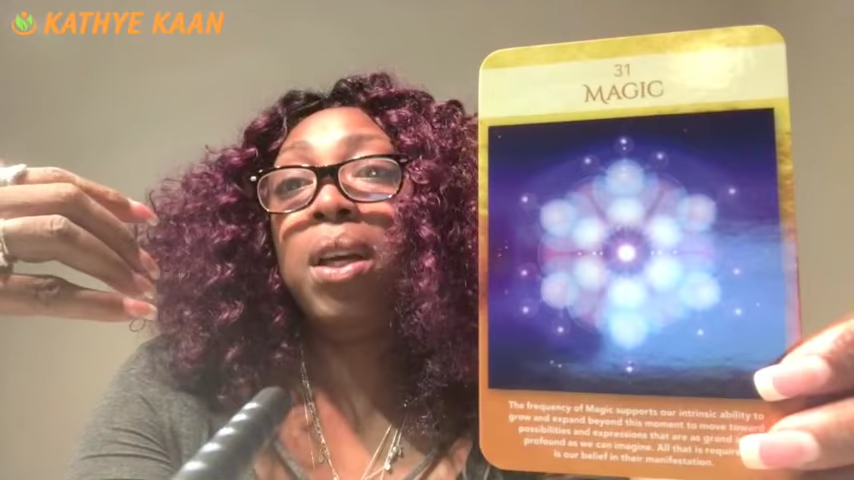 KATHYE KAAN
31
MAGIC
The frequency of Magic supports our intrinsic ability to
grow and expand beyond this moment to move toward
possibilities and expressions that are as grand
profound as we can imagine. All that is required
is our belief in their manifestation.